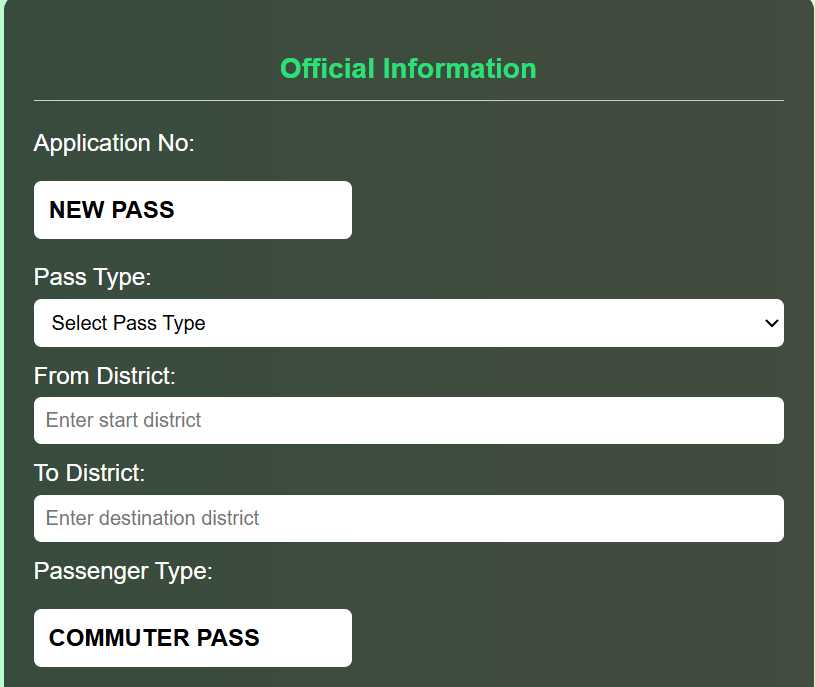 Official Information
Application No:
NEW PASS
Pass Type:
Select Pass Type
From District:
Enter start district
To District:
Enter destination district
Passenger Type:
COMMUTER PASS